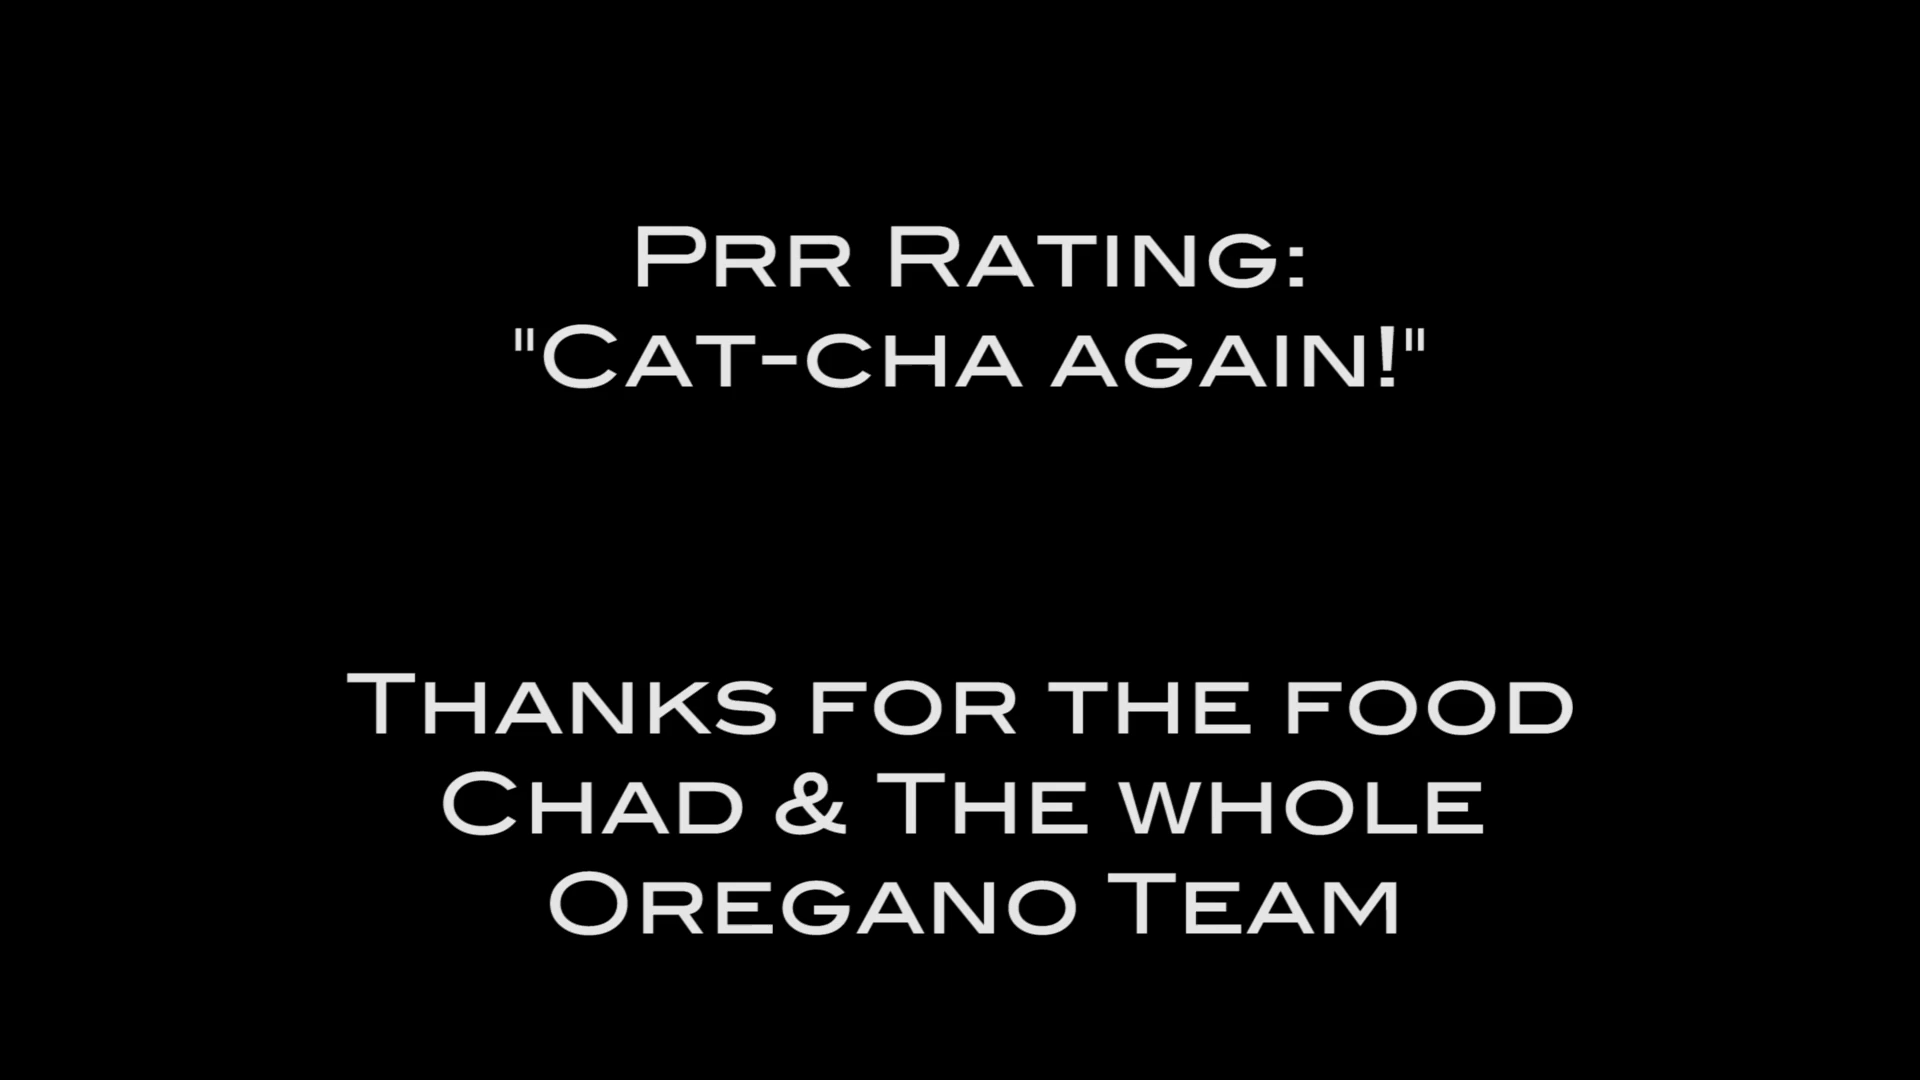 Prr Rating:
"Cat-cha again!"
Thanks for the food
Chad & The whole
Oregano Team